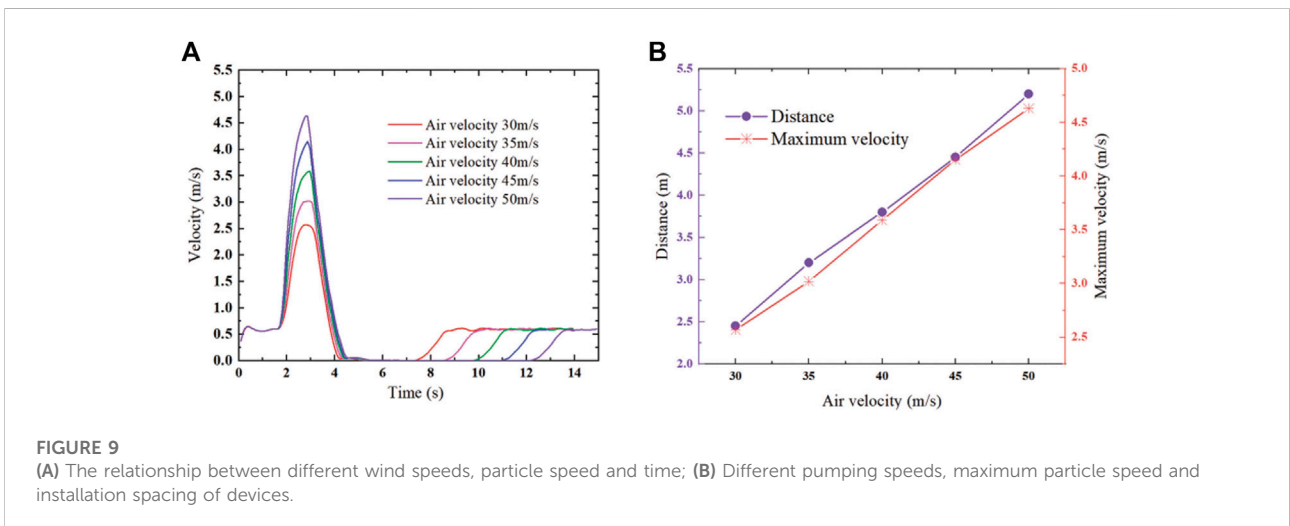 A
5.5
5.0
4.5
4.0
3.5
3.0
2.5
2.0
1.5
1.0
0.5
0.0
Velocity (m/s)
Air velocity 30m/s
Air velocity 35m/s
Air velocity 40m/s
Air velocity 45m/s
Air velocity 50m/s
0 2 4 6 8 10 12 14
Time (s)
B
5.5
5.0
4.5
4.0
3.5
3.0
2.5
2.0
Distance (m)
Distance
Maximum velocity
5.0
4.5
4.0
3.5
3.0
2.5
Maximum velocity (m/s)
30 35 40 45 50
Air velocity (m/s)
FIGURE 9
(A) The relationship between different wind speeds, particle speed and time; (B) Different pumping speeds, maximum particle speed and
installation spacing of devices.